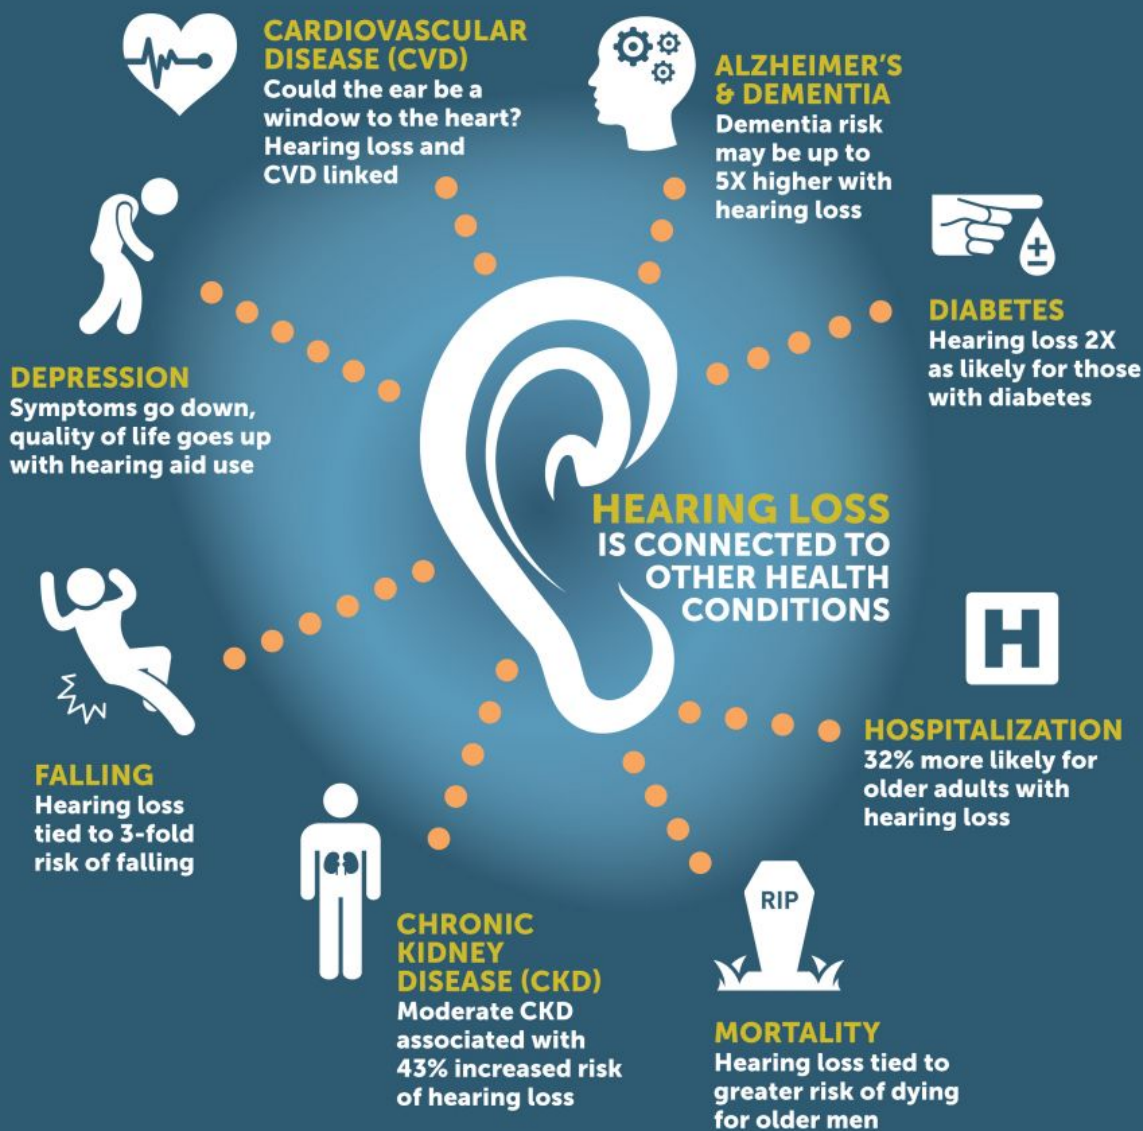 CARDIOVASCULAR
DISEASE (CVD)
Could the ear be a
window to the heart?
Hearing loss and
CVD linked
ALZHEIMER'S
& DEMENTIA
Dementia risk
may be up to
5X higher with
hearing loss
DIABETES
Hearing loss 2X
as likely for those
with diabetes
DEPRESSION
Symptoms go down,
quality of life goes up
with hearing aid use
HEARING LOSS
IS CONNECTED TO
OTHER HEALTH
CONDITIONS
H
HOSPITALIZATION
32% more likely for
older adults with
hearing loss
FALLING
Hearing loss
tied to 3-fold
risk of falling
CHRONIC
KIDNEY
DISEASE (CKD)
Moderate CKD
associated with
43% increased risk
of hearing loss
RIP
MORTALITY
Hearing loss tied to
greater risk of dying
for older men